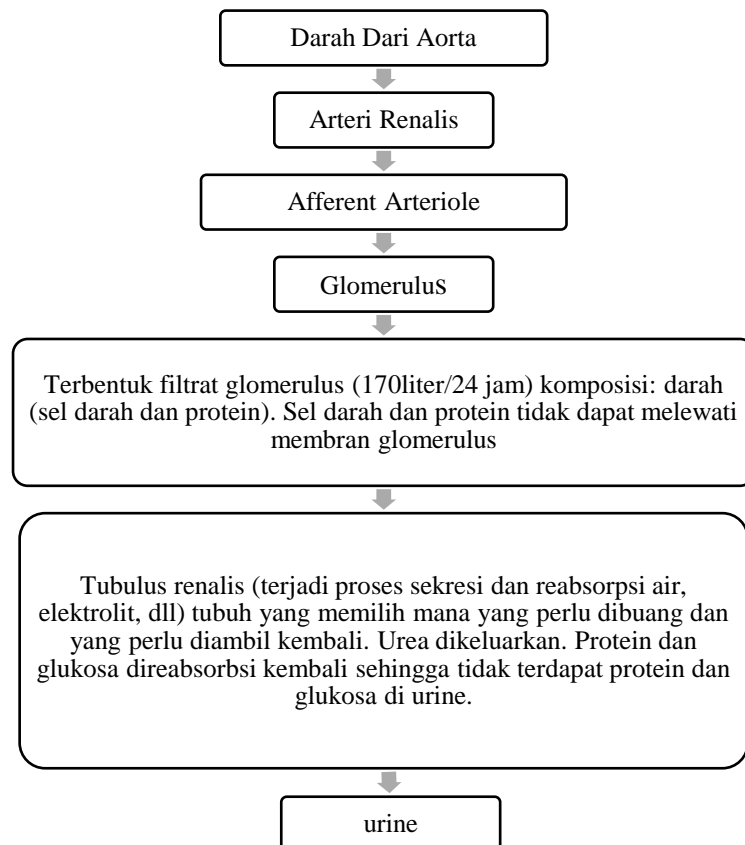 Darah Dari Aorta
Arteri Renalis
Afferent Arteriole
Glomerulus
Terbentuk filtrat glomerulus (170liter/24 jam) komposisi: darah
(sel darah dan protein). Sel darah dan protein tidak dapat melewati
membran glomerulus
Tubulus renalis (terjadi proses sekresi dan reabsorpsi air,
elektrolit, dll) tubuh yang memilih mana yang perlu dibuang dan
yang perlu diambil kembali. Urea dikeluarkan. Protein dan
glukosa direabsorbsi kembali sehingga tidak terdapat protein dan
glukosa di urine.
urine